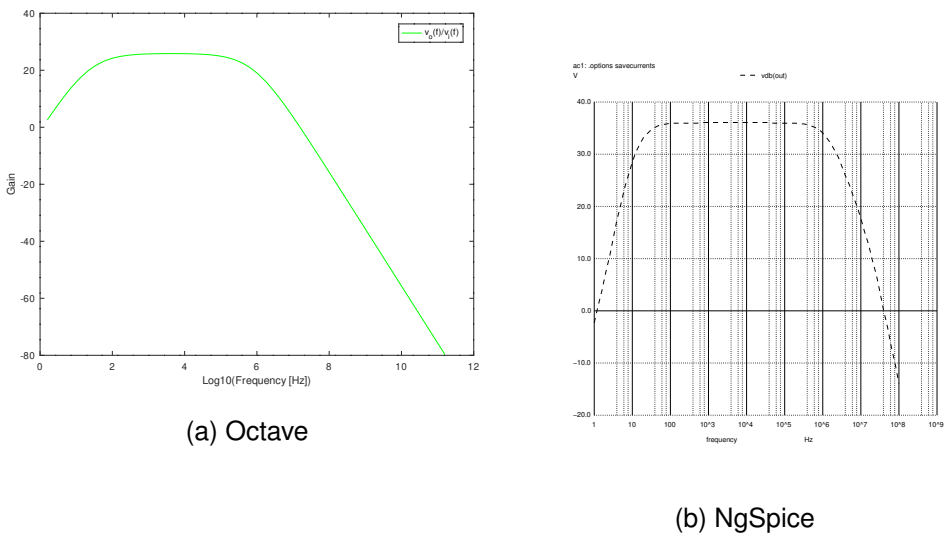 40
20
0
-20
-40
-60
-80
0 2 4 6 8 10 12
Gain
Log10(Frequency [Hz])
v_o(f)/v_i(f)
(a) Octave
ac1: .options savecurrents
V
vdb(out)
40.0
30.0
20.0
10.0
0.0
-10.0
-20.0
1 10 100 10^3 10^4 10^5 10^6 10^7 10^8 10^9
frequency Hz
(b) NgSpice